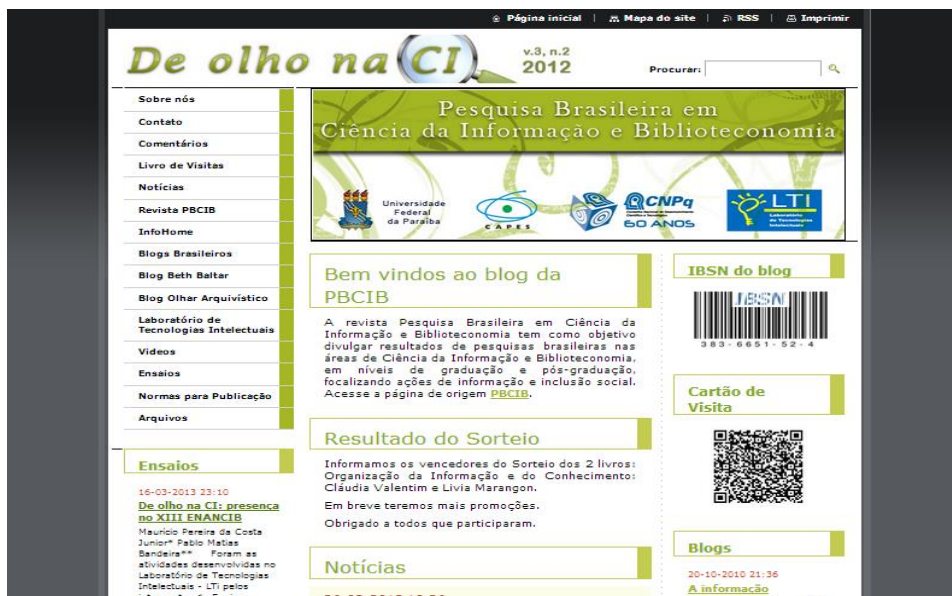 Página inicial | Mapa do site | RSS | Imprimir
De olho na CI
v.3, n.2
2012
Procurar:
Sobre nós
Contato
Comentários
Livro de Visitas
Notícias
Revista PBCIB
InfoHome
Blogs Brasileiros
Blog Beth Baltar
Blog Olhar Arquivístico
Laboratório de
Tecnologias Intelectuais
Videos
Ensaios
Normas para Publicação
Arquivos
Ensaios
16-03-2013 23:10
De olho na CI: presença
no XIII ENANCIB
Maurício Pereira da Costa
Junior* Pablo Matias
Bandeira** Foram as
atividades desenvolvidas no
Laboratório de Tecnologias
Intelectuais - LTi pelos
Pesquisa Brasileira em
Ciência da Informação e Biblioteconomia
Universidade
Federal
da Paraíba
CAPES
CNPq
60 ANOS
LTI
Laboratório
de Tecnologias
Intelectuais
Bem vindos ao blog da
PBCIB
A revista Pesquisa Brasileira em Ciência da
Informação e Biblioteconomia tem como objetivo
divulgar resultados de pesquisas brasileiras nas
áreas de Ciência da Informação e Biblioteconomia,
em níveis de graduação e pós-graduação,
focalizando ações de informação e inclusão social.
Acesse a página de origem PBCIB.
Resultado do Sorteio
Informamos os vencedores do Sorteio dos 2 livros:
Organização da Informação e do Conhecimento:
Cláudia Valentim e Livia Marangon.
Em breve teremos mais promoções.
Obrigado a todos que participaram.
Notícias
IBSN do blog
IBSN
383-6651-52-4
Cartão de
Visita
Blogs
20-10-2010 21:36
A informação